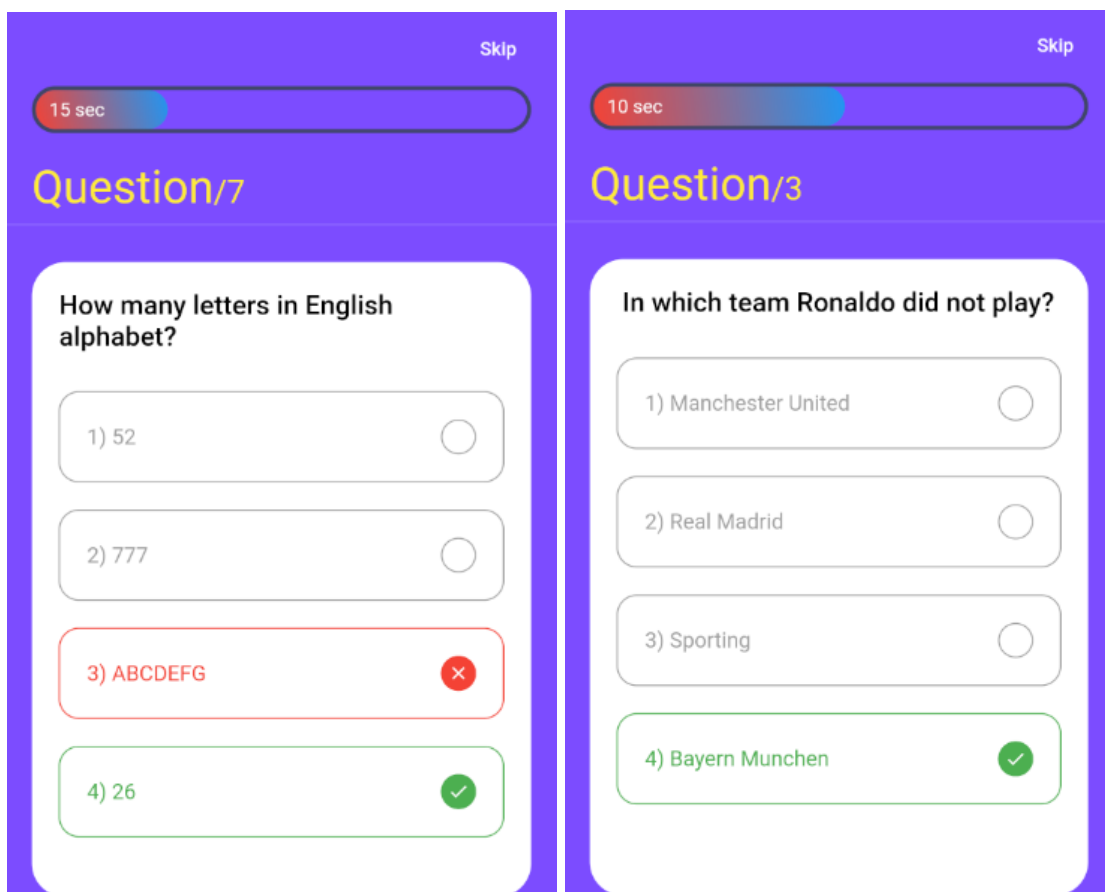 Skip
15 sec
Question/7
How many letters in English
alphabet?
1) 52
2) 777
3) ABCDEFG
4) 26
Skip
10 sec
Question/3
In which team Ronaldo did not play?
1) Manchester United
2) Real Madrid
3) Sporting
4) Bayern Munchen